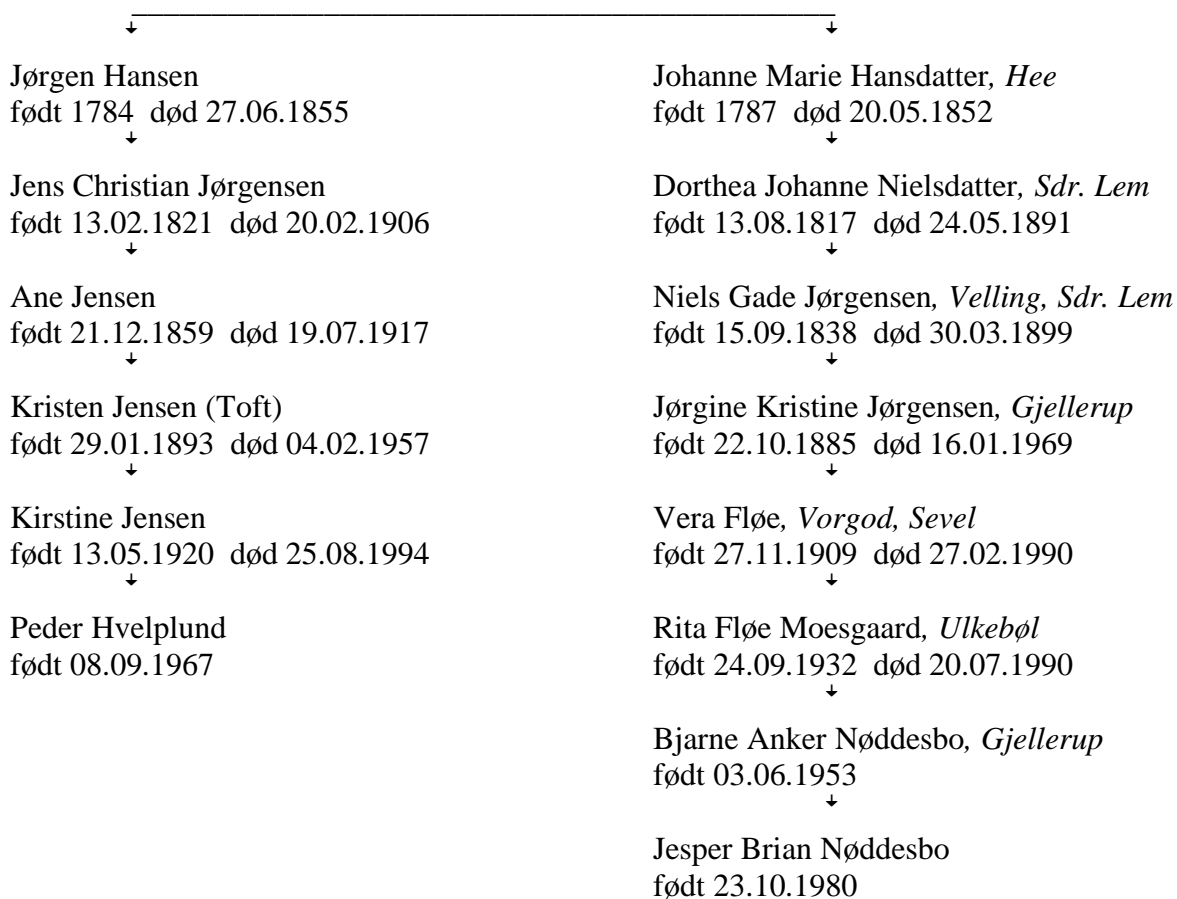 Jørgen Hansen
født 1784  død 27.06.1855
Jens Christian Jørgensen
født 13.02.1821  død 20.02.1906
Ane Jensen
født 21.12.1859  død 19.07.1917
Kristen Jensen (Toft)
født 29.01.1893  død 04.02.1957
Kirstine Jensen
født 13.05.1920  død 25.08.1994
Peder Hvelplund
født 08.09.1967
Johanne Marie Hansdatter, Hee
født 1787  død 20.05.1852
Dorthea Johanne Nielsdatter, Sdr. Lem
født 13.08.1817  død 24.05.1891
Niels Gade Jørgensen, Velling, Sdr. Lem
født 15.09.1838  død 30.03.1899
Jørgine Kristine Jørgensen, Gjellerup
født 22.10.1885  død 16.01.1969
Vera Fløe, Vorgod, Sevel
født 27.11.1909  død 27.02.1990
Rita Fløe Moesgaard, Ulkebøl
født 24.09.1932  død 20.07.1990
Bjarne Anker Nøddesbo, Gjellerup
født 03.06.1953
Jesper Brian Nøddesbo
født 23.10.1980